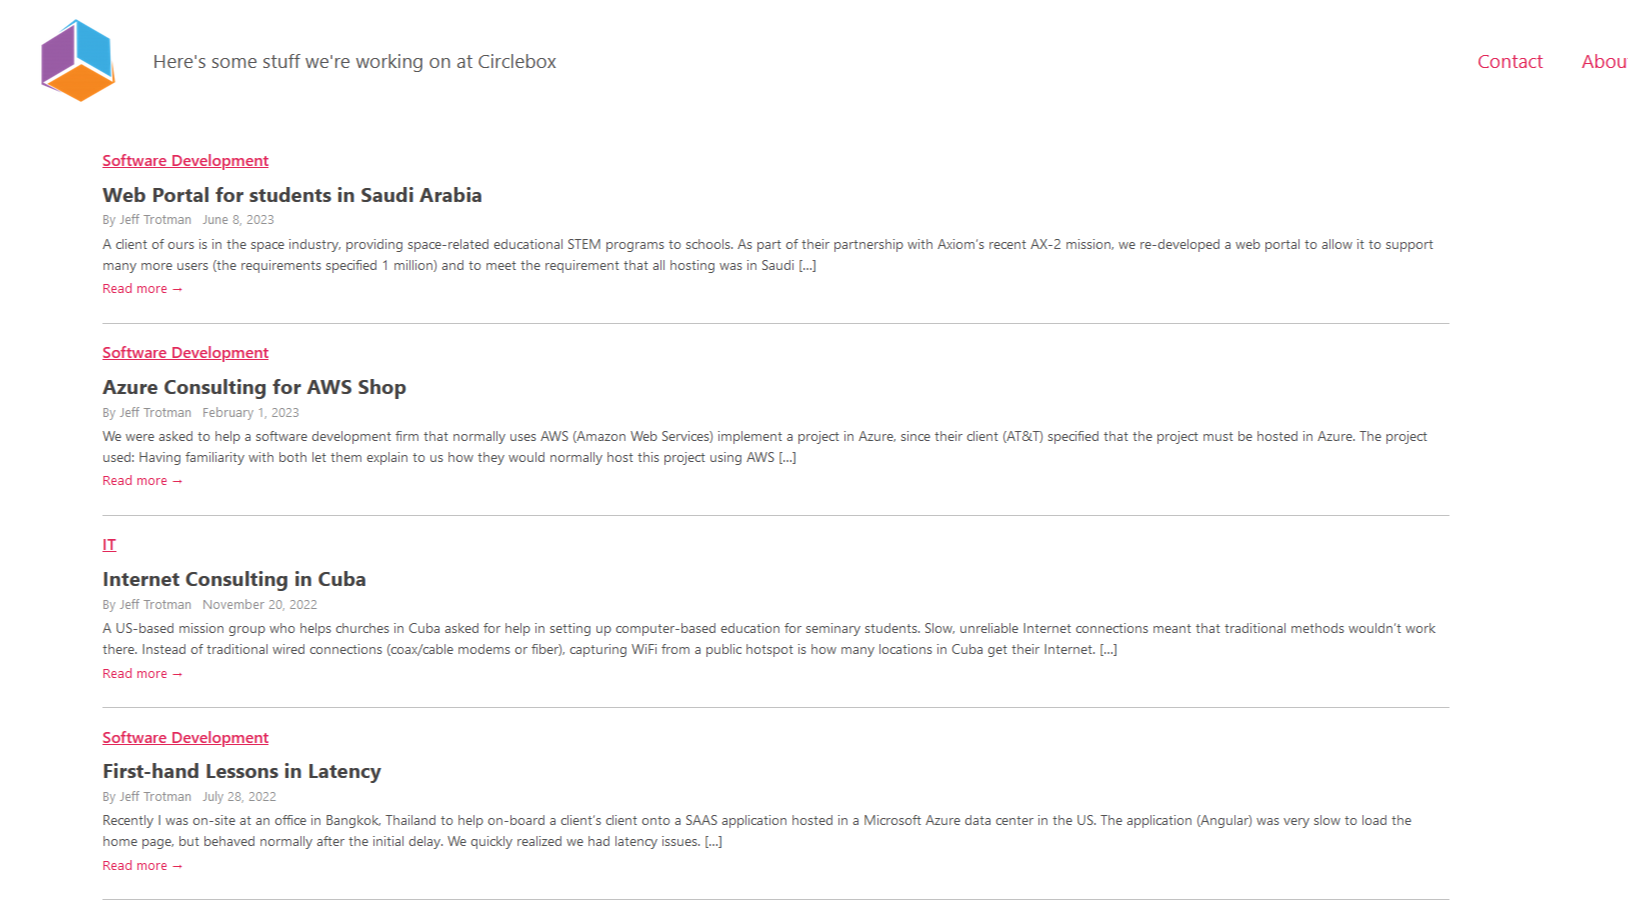 Here's some stuff we're working on at Circlebox
Contact
Abou
Software Development
Web Portal for students in Saudi Arabia
By Jeff Trotman June 8, 2023
A client of ours is in the space industry, providing space-related educational STEM programs to schools. As part of their partnership with Axiom's recent AX-2 mission, we re-developed a web portal to allow it to support
many more users (the requirements specified 1 million) and to meet the requirement that all hosting was in Saudi [...]
Read more →
Software Development
Azure Consulting for AWS Shop
By Jeff Trotman February 1, 2023
We were asked to help a software development firm that normally uses AWS (Amazon Web Services) implement a project in Azure, since their client (AT&T) specified that the project must be hosted in Azure. The project
used: Having familiarity with both let them explain to us how they would normally host this project using AWS [...]
Read more →
IT
Internet Consulting in Cuba
By Jeff Trotman November 20, 2022
A US-based mission group who helps churches in Cuba asked for help in setting up computer-based education for seminary students. Slow, unreliable Internet connections meant that traditional methods wouldn't work
there. Instead of traditional wired connections (coax/cable modems or fiber), capturing WiFi from a public hotspot is how many locations in Cuba get their Internet. [...]
Read more →
Software Development
First-hand Lessons in Latency
By Jeff Trotman July 28, 2022
Recently I was on-site at an office in Bangkok, Thailand to help on-board a client's client onto a SAAS application hosted in a Microsoft Azure data center in the US. The application (Angular) was very slow to load the
home page, but behaved normally after the initial delay. We quickly realized we had latency issues. [...]
Read more →